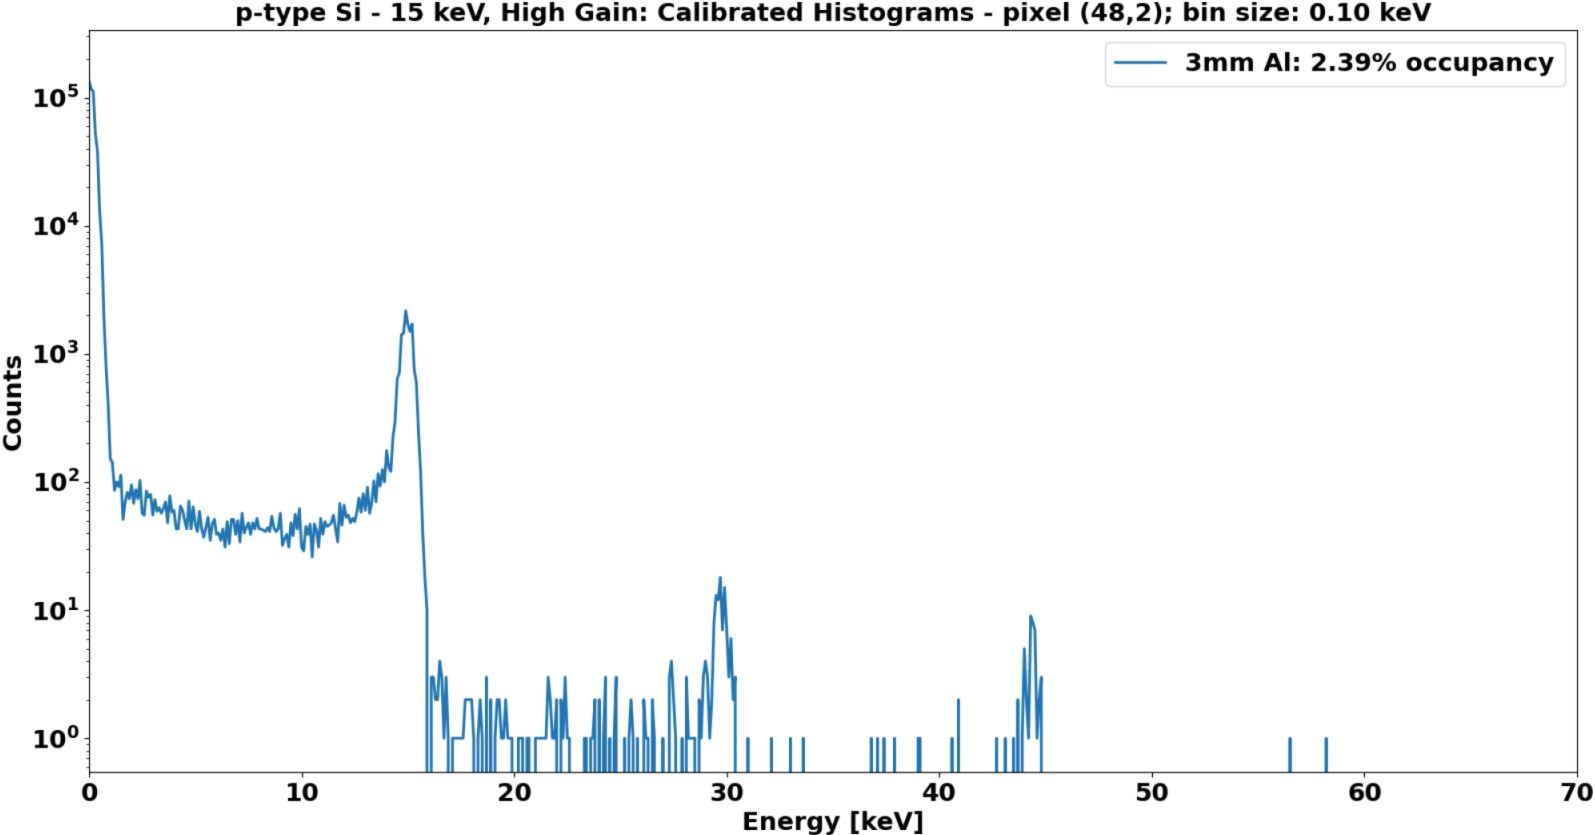 p-type Si - 15 keV, High Gain: Calibrated Histograms - pixel (48,2); bin size: 0.10 keV
3mm Al: 2.39% occupancy
10⁵
10⁴
10³
10²
10¹
10⁰
Counts
0 10 20 30 40 50 60 70
Energy [keV]